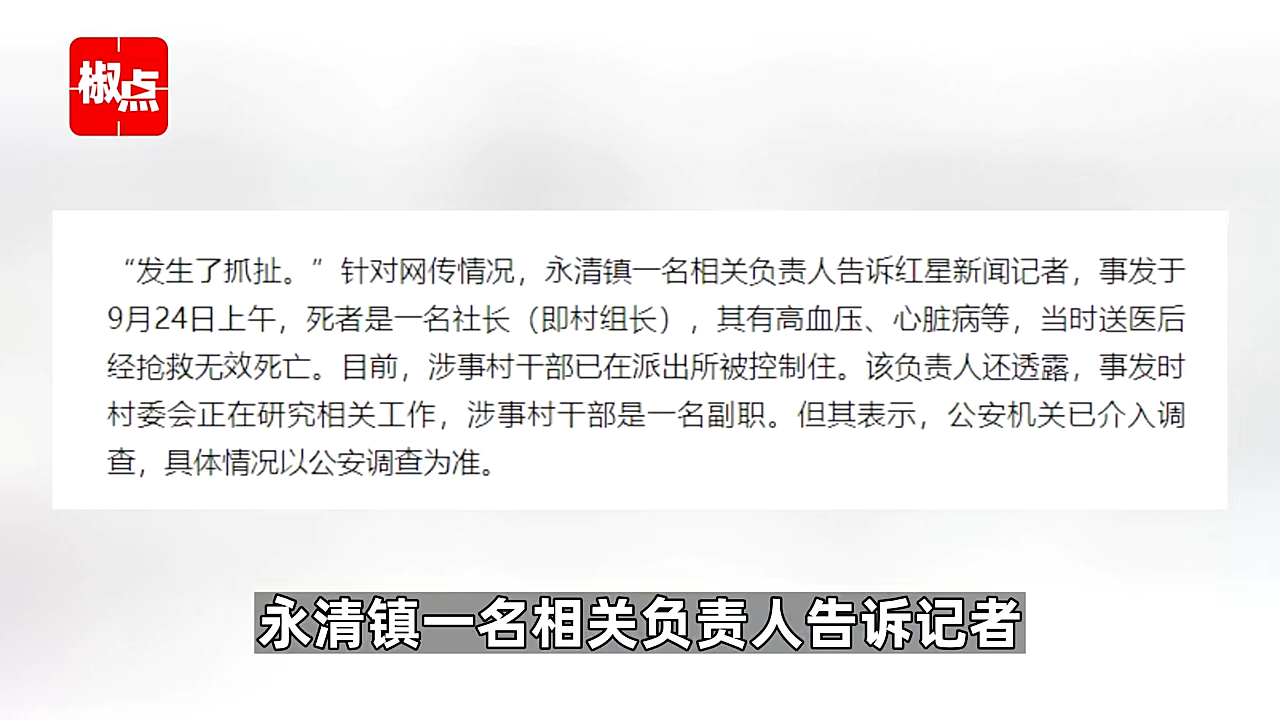 椒点
“发生了抓扯。”针对网传情况，永清镇一名相关负责人告诉红星新闻记者，事发于
9月24日上午，死者是一名社长（即村组长），其有高血压、心脏病等，当时送医后
经抢救无效死亡。目前，涉事村干部已在派出所被控制住。该负责人还透露，事发时
村委会正在研究相关工作，涉事村干部是一名副职。但其表示，公安机关已介入调
查，具体情况以公安调查为准。
永清镇一名相关负责人告诉记者